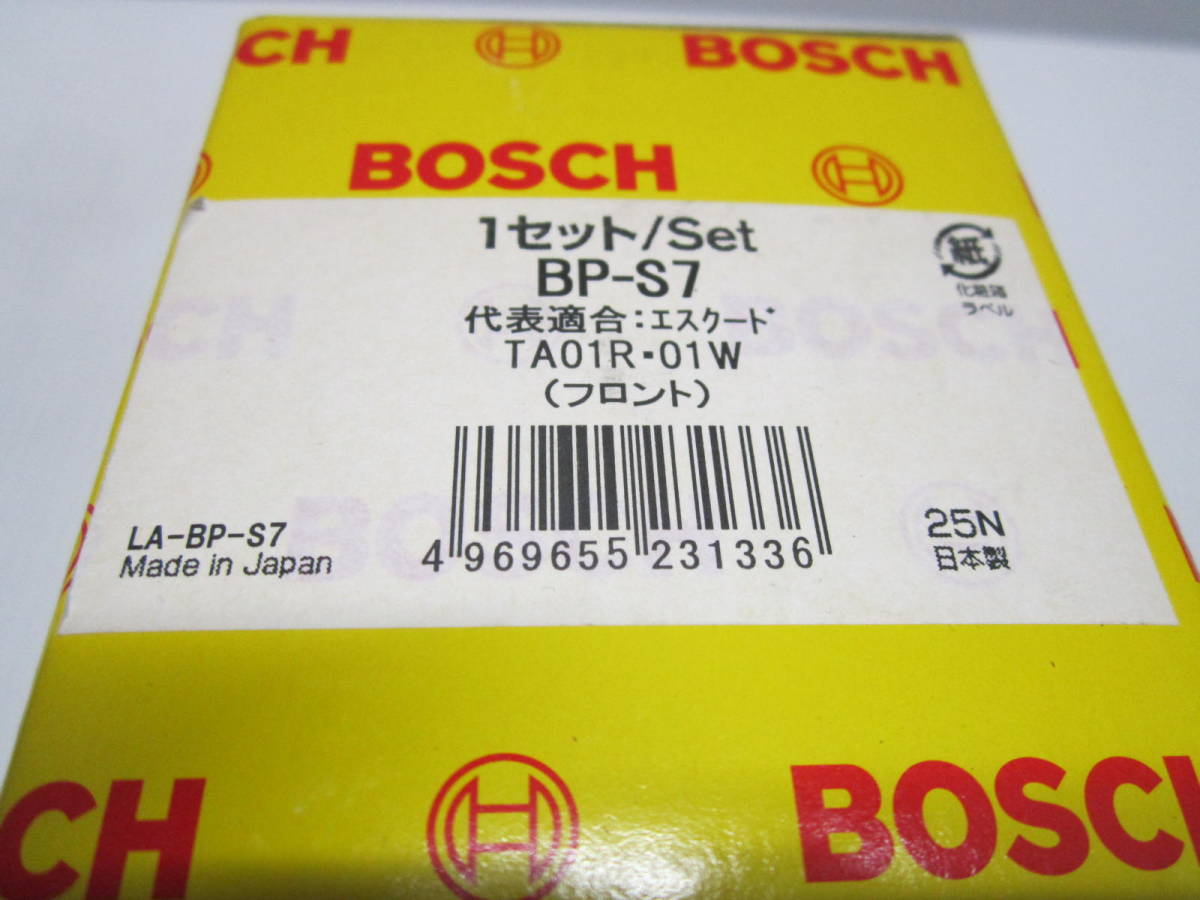 CH BOSCH
BOSCH
1セット/Set
BP-S7
代表適合:エスクード
TA01R・01W
(フロント)
紙
化粧箱
ラベル
BOSCH
LA-BP-S7
Made in Japan
4 969655 231336
25N
日本製
CH BOSCH